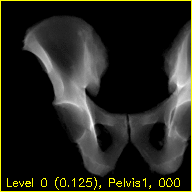 Level 0 (0.125), Pelvis1, 000